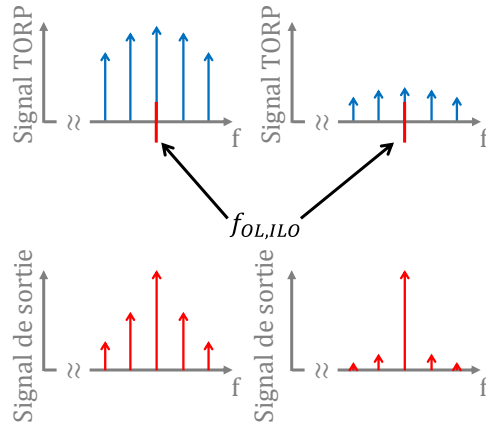 Signal TORP
f
Signal TORP
f
f_{OL,ILO}
Signal de sortie
f
Signal de sortie
f